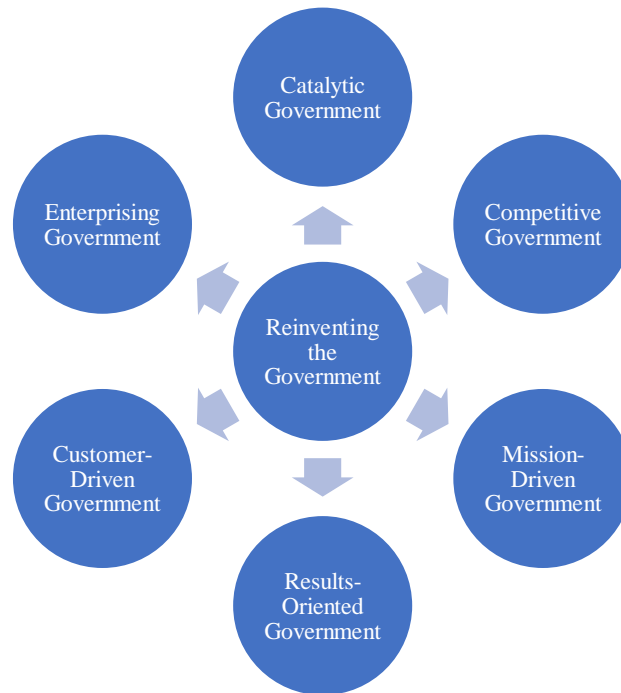 Catalytic
Government
Enterprising
Government
Competitive
Government
Reinventing
the
Government
Customer-
Driven
Government
Mission-
Driven
Government
Results-
Oriented
Government